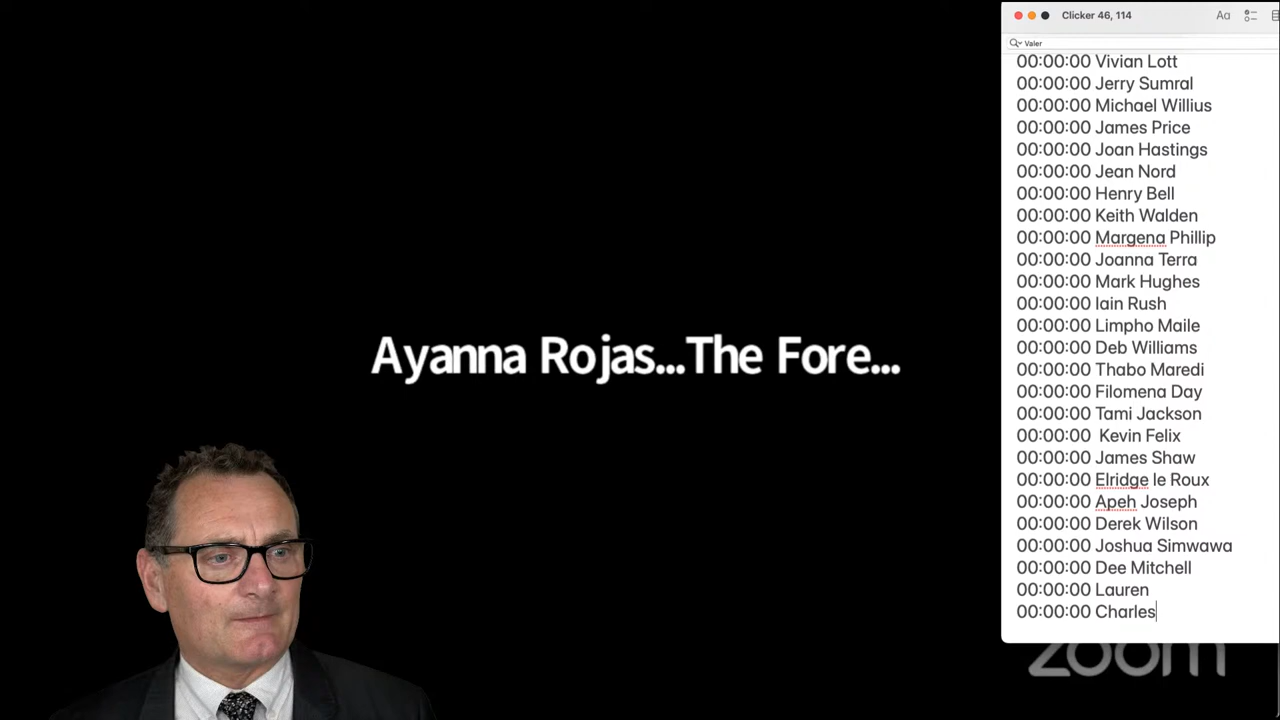 Clicker 46, 114
Aa
Valer
00:00:00 Vivian Lott
00:00:00 Jerry Sumral
00:00:00 Michael Willius
00:00:00 James Price
00:00:00 Joan Hastings
00:00:00 Jean Nord
00:00:00 Henry Bell
00:00:00 Keith Walden
00:00:00 Margena Phillip
00:00:00 Joanna Terra
00:00:00 Mark Hughes
00:00:00 Iain Rush
00:00:00 Limpho Maile
00:00:00 Deb Williams
00:00:00 Thabo Maredi
00:00:00 Filomena Day
00:00:00 Tami Jackson
00:00:00  Kevin Felix
00:00:00 James Shaw
00:00:00 Elridge le Roux
00:00:00 Apeh Joseph
00:00:00 Derek Wilson
00:00:00 Joshua Simwawa
00:00:00 Dee Mitchell
00:00:00 Lauren
00:00:00 Charles
Ayanna Rojas...The Fore...
zoom